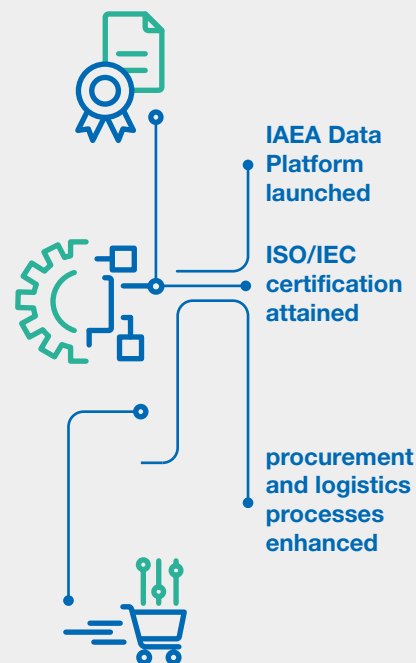 IAEA Data
Platform
launched
ISO/IEC
certification
attained
procurement
and logistics
processes
enhanced